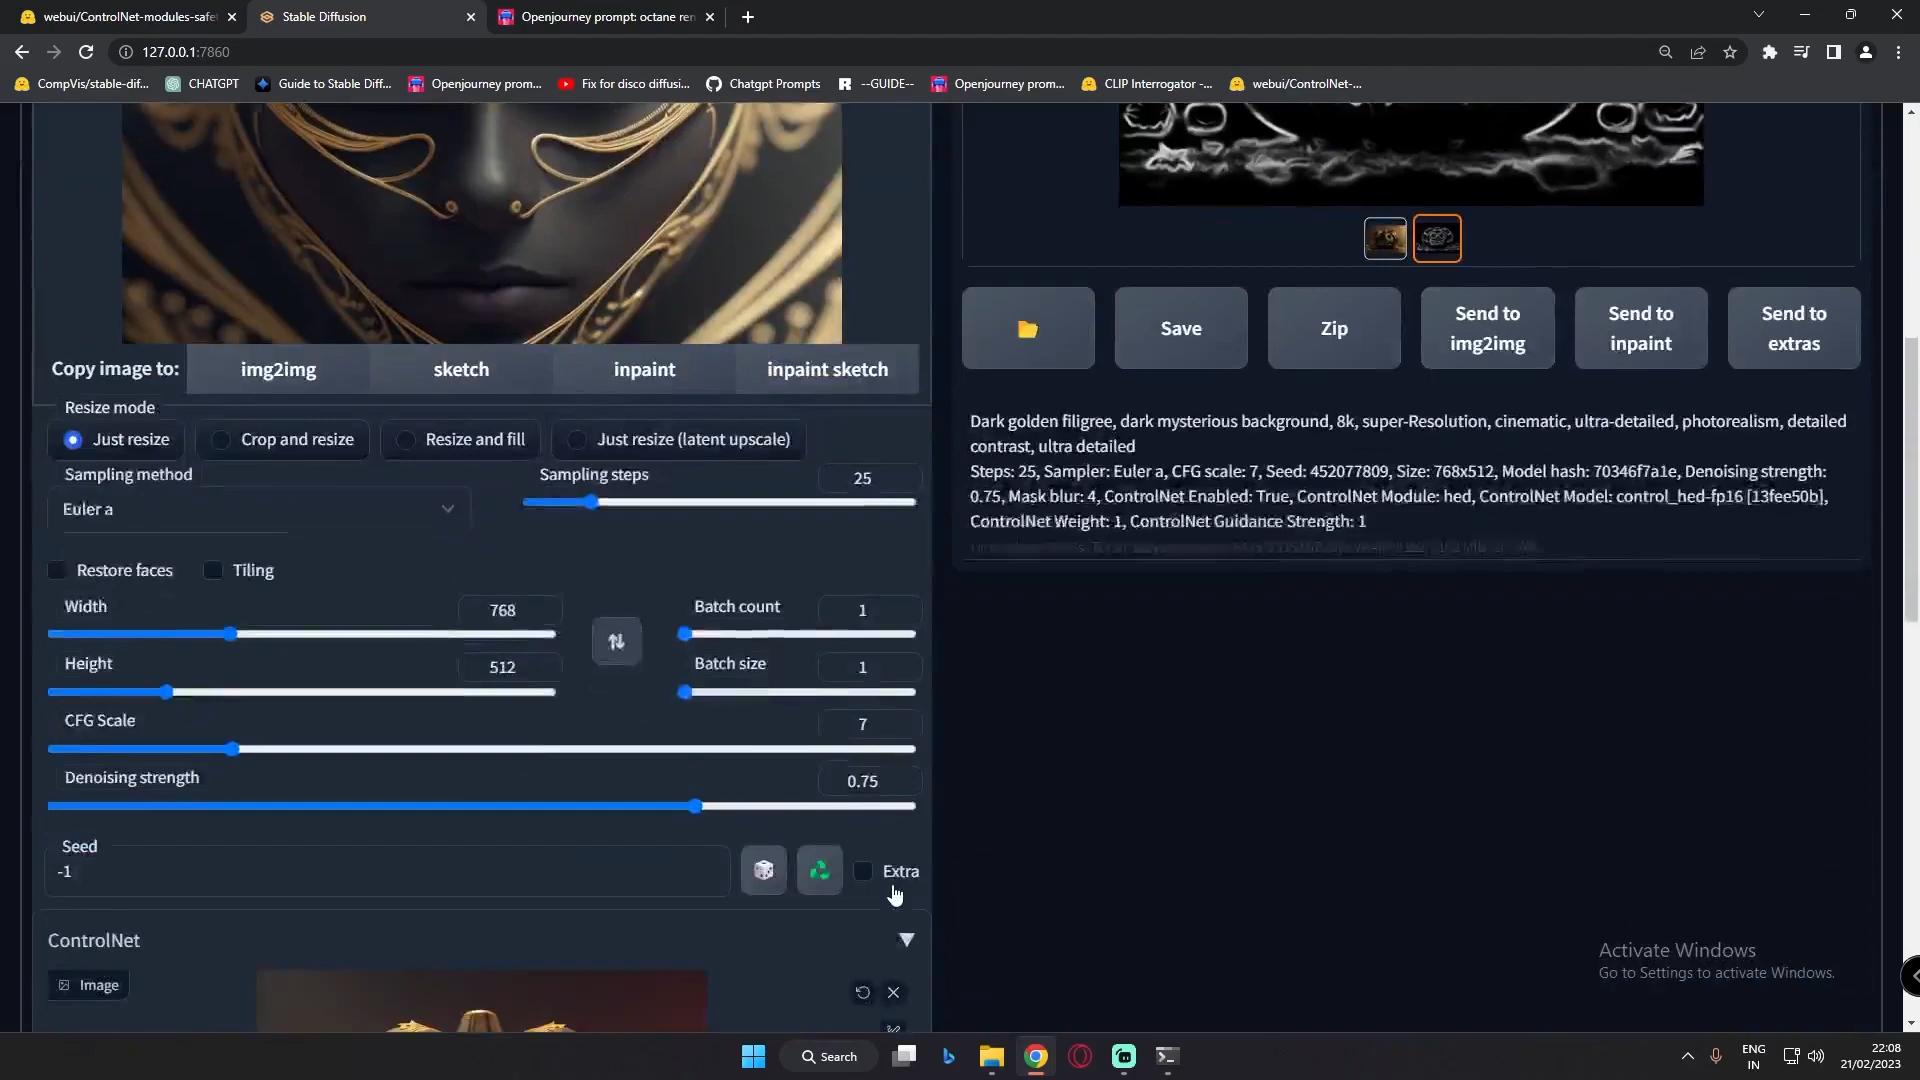 webui/ControlNet-modules-safet
Stable Diffusion
Openjourney prompt: octane ren
127.0.0.1:7860
CompVis/stable-dif...
CHATGPT
Guide to Stable Diff...
Openjourney prom...
Fix for disco diffusi...
Chatgpt Prompts
--GUIDE--
Openjourney prom...
CLIP Interrogator -...
webui/ControlNet-...
Copy image to:
img2img
sketch
inpaint
inpaint sketch
Resize mode
Just resize
Crop and resize
Resize and fill
Just resize (latent upscale)
Sampling method
Euler a
Sampling steps
25
Restore faces
Tiling
Width
768
Height
512
Batch count
1
Batch size
1
CFG Scale
7
Denoising strength
0.75
Seed
-1
Extra
ControlNet
Image
Save
Zip
Send to
img2img
Send to
inpaint
Send to
extras
Dark golden filigree, dark mysterious background, 8k, super-Resolution, cinematic, ultra-detailed, photorealism, detailed
contrast, ultra detailed
Steps: 25, Sampler: Euler a, CFG scale: 7, Seed: 452077809, Size: 768x512, Model hash: 70346f7a1e, Denoising strength:
0.75, Mask blur: 4, ControlNet Enabled: True, ControlNet Module: hed, ControlNet Model: control_hed-fp16 [13fee50b],
ControlNet Weight: 1, ControlNet Guidance Strength: 1
Activate Windows
Go to Settings to activate Windows.
Search
ENG
IN
22:08
21/02/2023